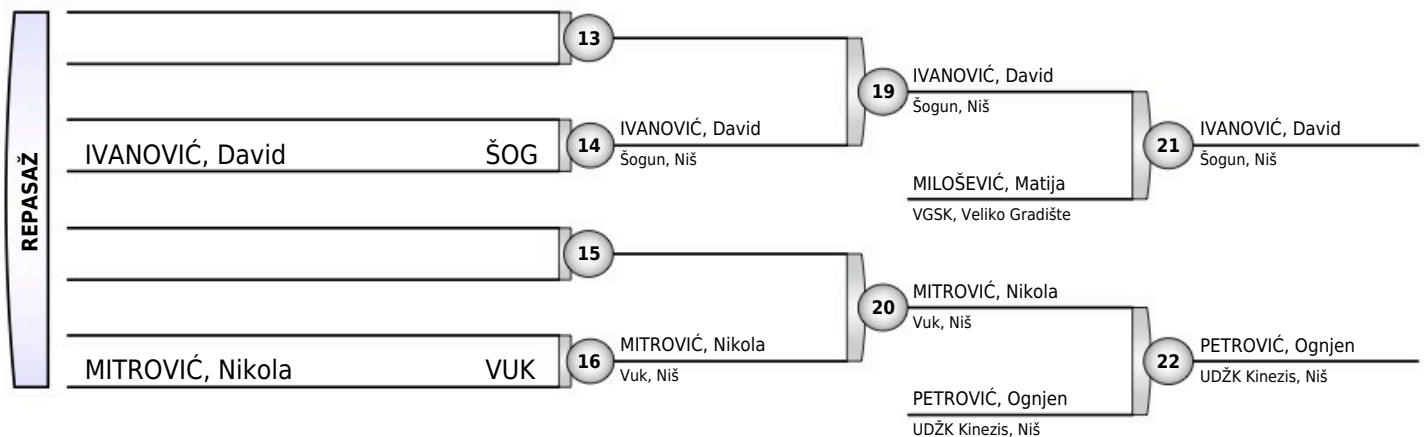 REPASAŽ
13
IVANOVIĆ, David ŠOG
14
IVANOVIĆ, David
Šogun, Niš
19
IVANOVIĆ, David
Šogun, Niš
MILOŠEVIĆ, Matija
VGSK, Veliko Gradište
21
IVANOVIĆ, David
Šogun, Niš
15
MITROVIĆ, Nikola VUK
16
MITROVIĆ, Nikola
Vuk, Niš
20
MITROVIĆ, Nikola
Vuk, Niš
PETROVIĆ, Ognjen
UDŽK Kinezis, Niš
22
PETROVIĆ, Ognjen
UDŽK Kinezis, Niš